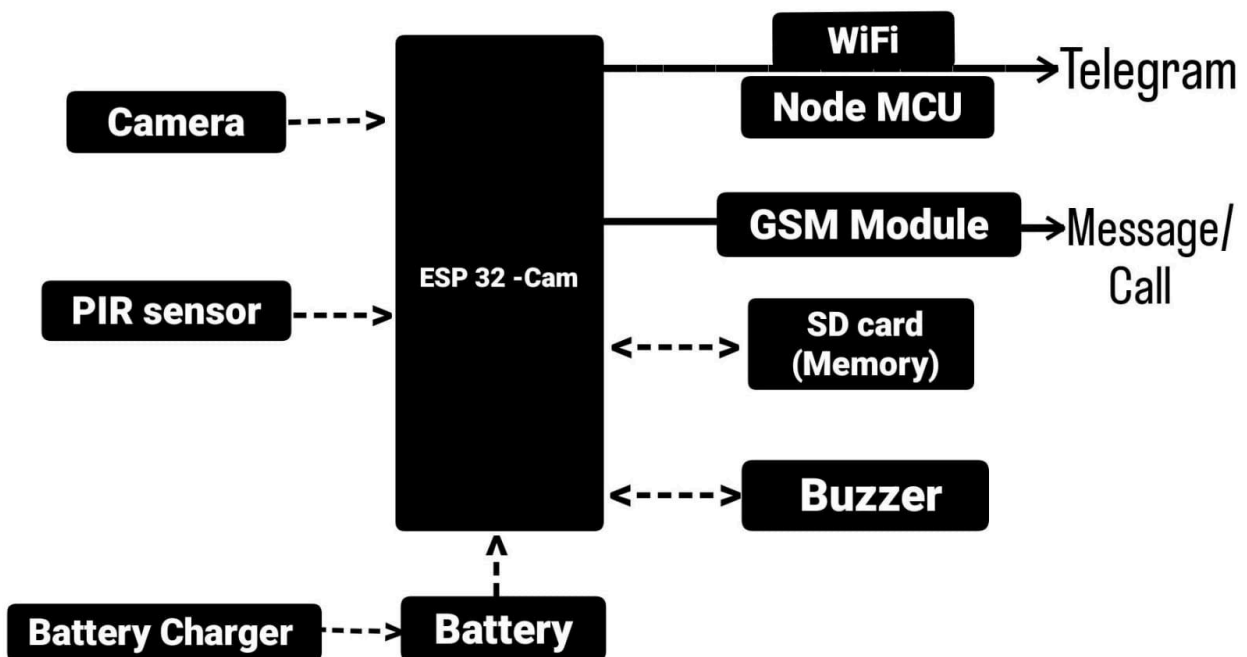 WiFi
Telegram
Node MCU
Camera
GSM Module
Message/
Call
ESP 32 -Cam
PIR sensor
SD card
(Memory)
Buzzer
Battery Charger
Battery